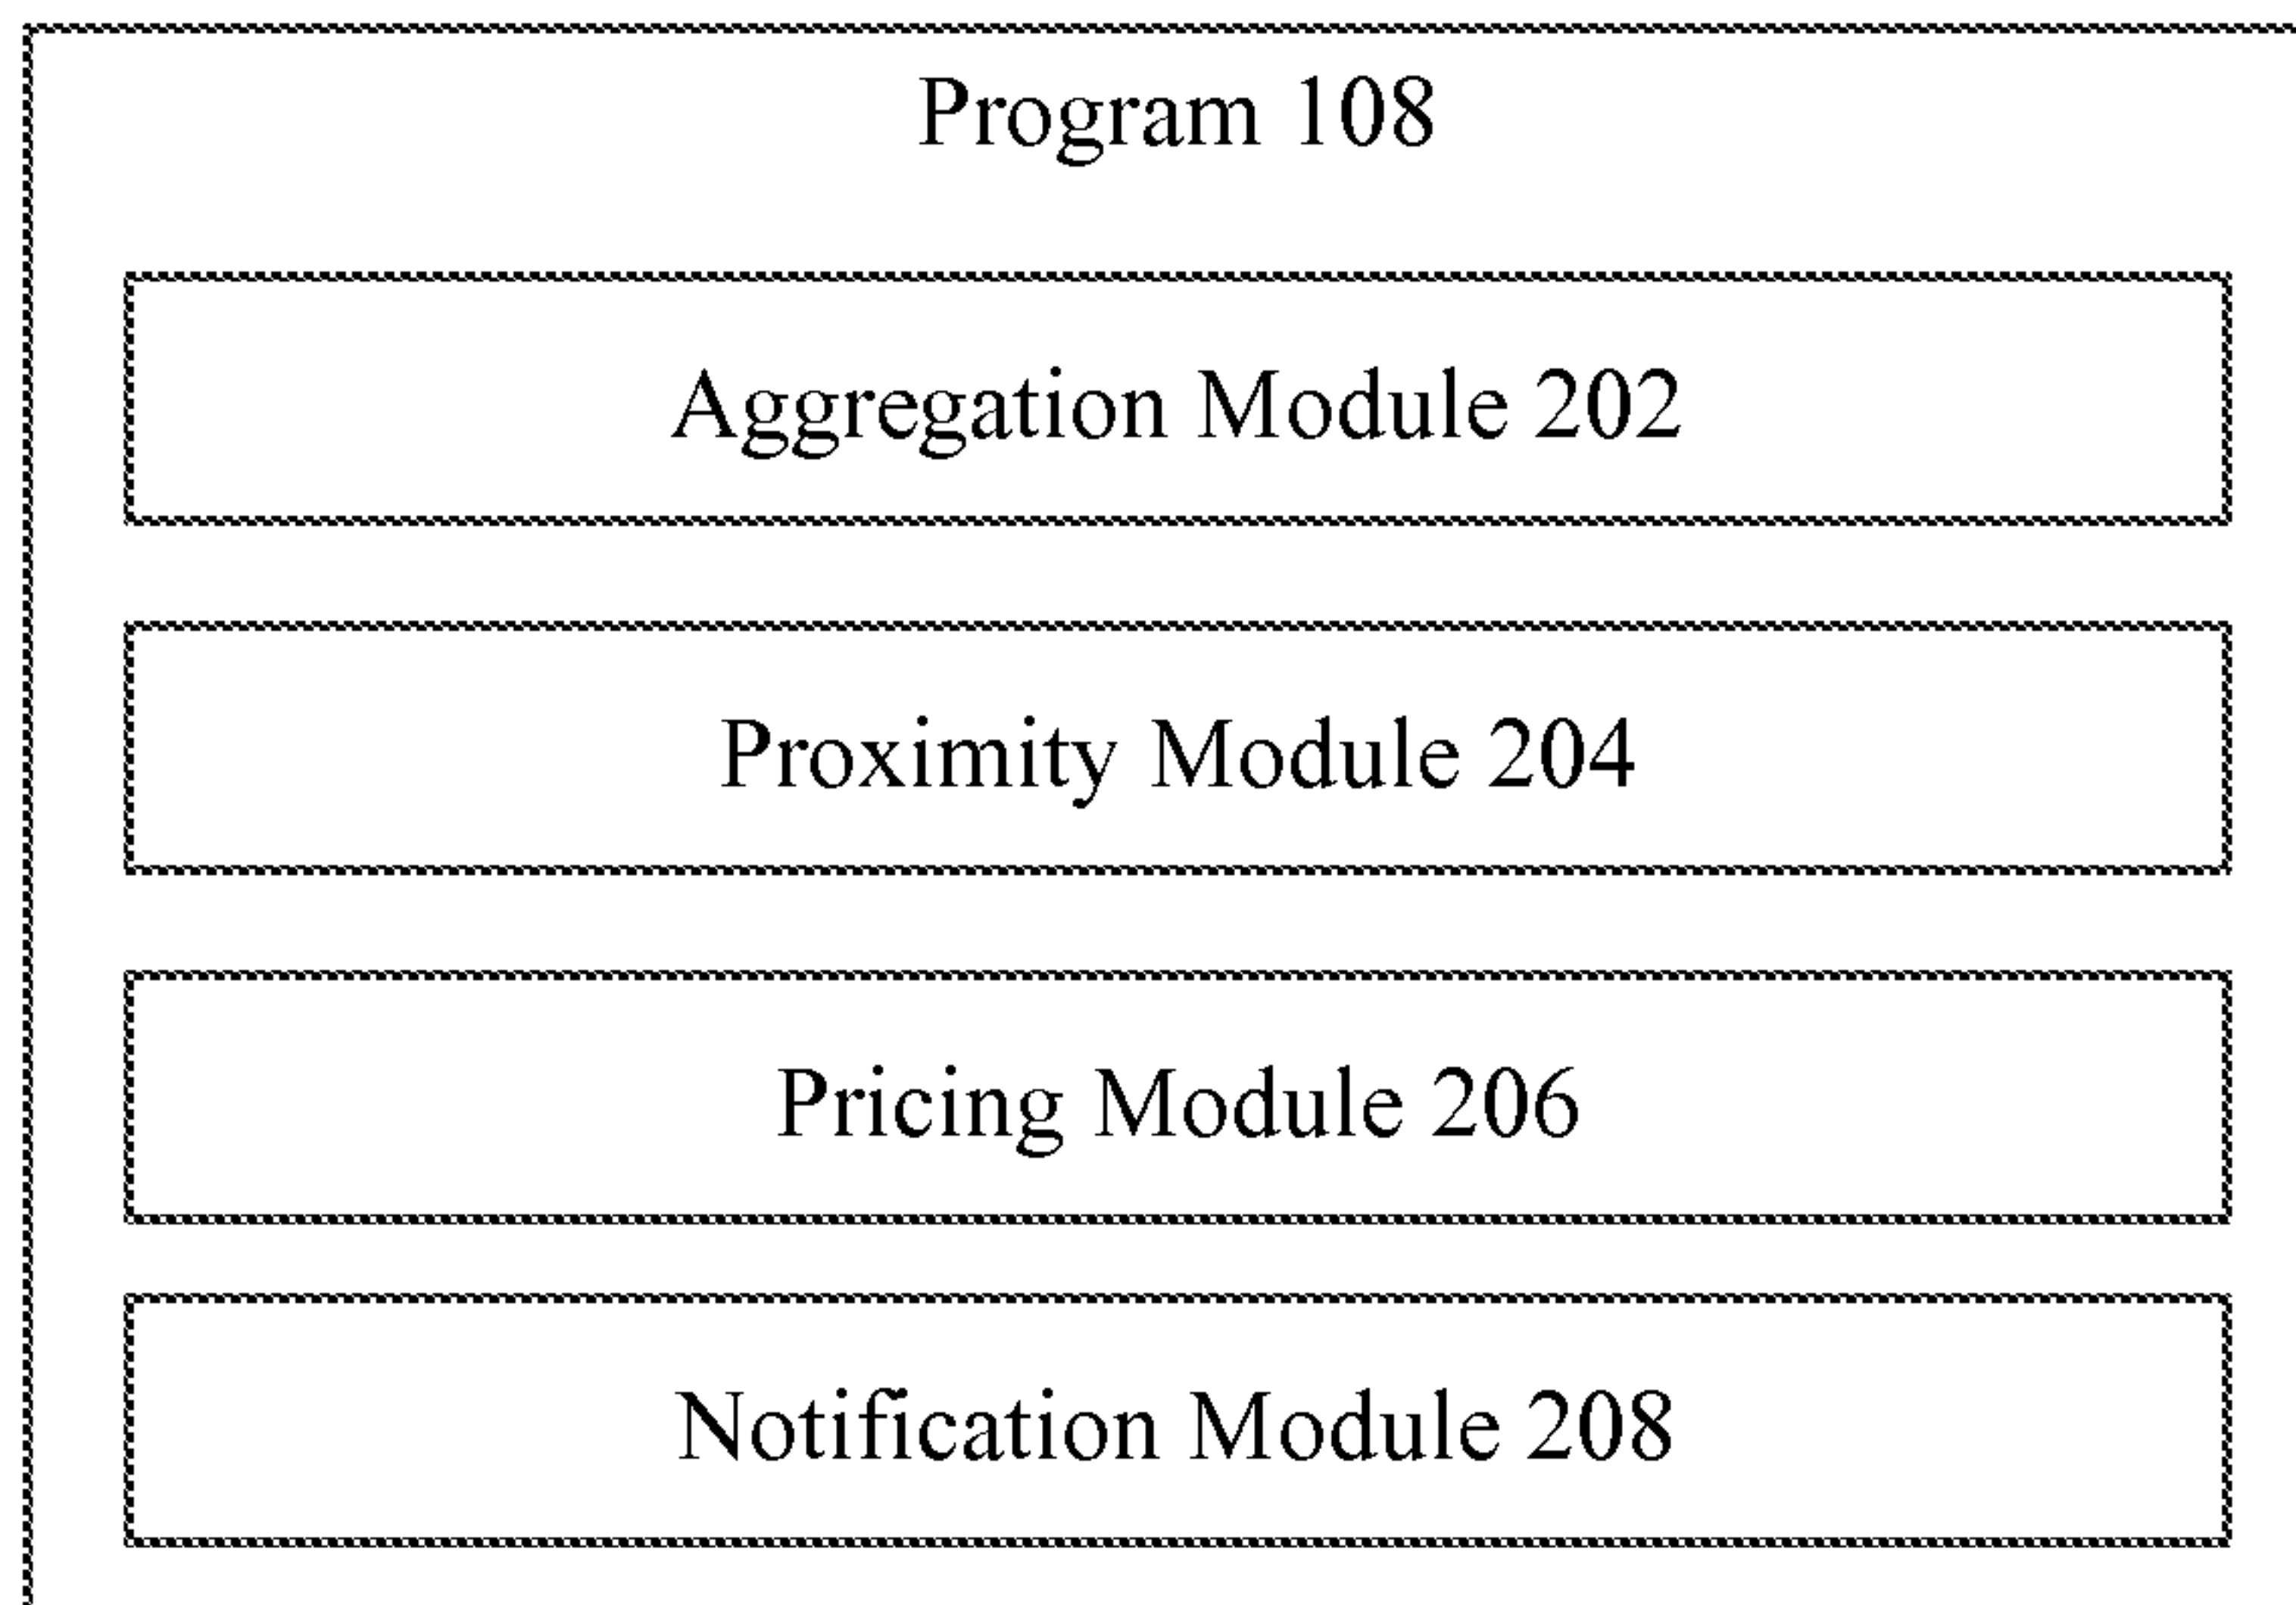 Program 108
Aggregation Module 202
Proximity Module 204
Pricing Module 206
Notification Module 208